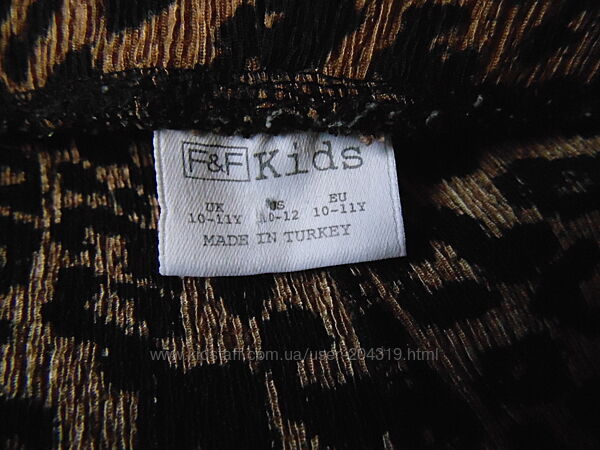 F&F Kids
UK US EU
10-11Y 10-12 10-11Y
MADE IN TURKEY
www.kidstaff.com.ua/user-204319.html